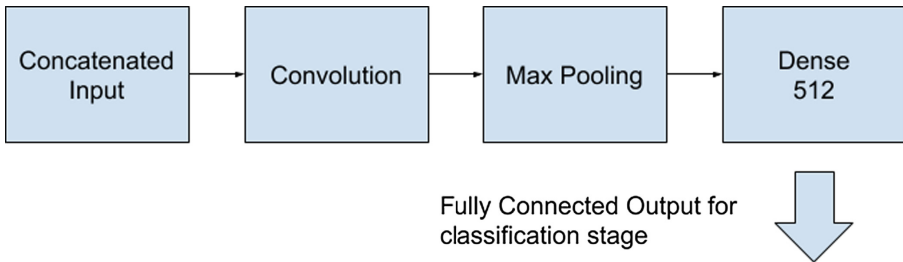 Concatenated
Input
Convolution
Max Pooling
Dense
512
Fully Connected Output for
classification stage